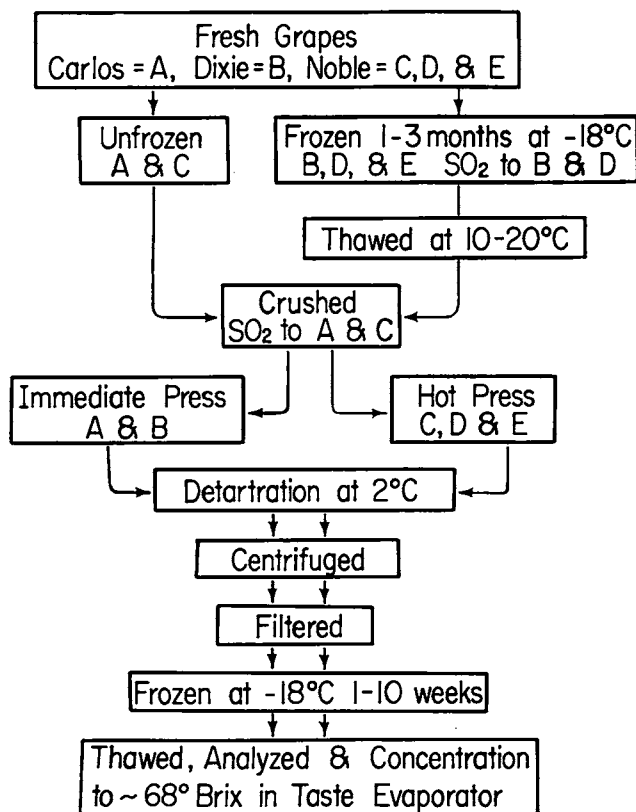 Fresh Grapes
Carlos = A, Dixie = B, Noble = C, D, & E
Unfrozen
A & C
Frozen 1-3 months at -18°C
B, D, & E SO₂ to B & D
Thawed at 10-20°C
Crushed
SO₂ to A & C
Immediate Press
A & B
Hot Press
C, D & E
Detartration at 2°C
Centrifuged
Filtered
Frozen at -18°C 1-10 weeks
Thawed, Analyzed & Concentration
to ~ 68° Brix in Taste Evaporator